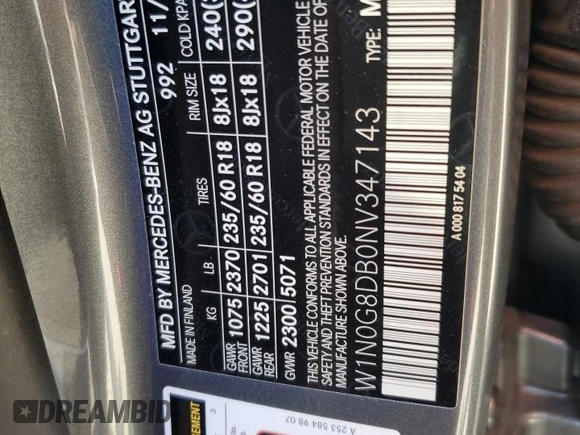 MFD BY MERCEDES-BENZ AG STUTTGAR
MADE IN FINLAND 992 11/
KG LB. TIRES RIM SIZE COLD KPA
GAWR FRONT 1075 2370 235/60 R18 8Jx18 240(
GAWR REAR 1225 2701 235/60 R18 8Jx18 290(
GVWR 2300 5071
THIS VEHICLE CONFORMS TO ALL APPLICABLE FEDERAL MOTOR VEHICLE
SAFETY AND THEFT PREVENTION STANDARDS IN EFFECT ON THE DATE OF
MANUFACTURE SHOWN ABOVE.
W1N0G8DB0NV347143 TYPE: M
A 000 817 54 04
A 253 584 98 07
DREAMBID